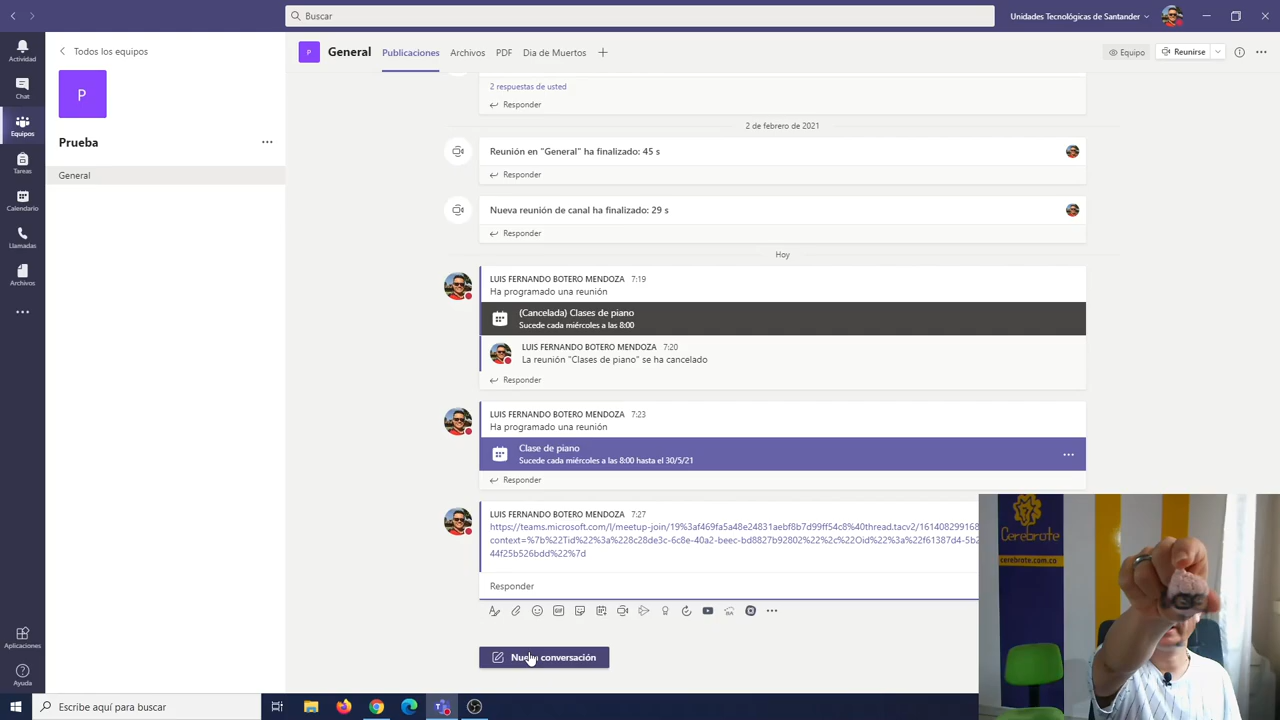 Buscar
Unidades Tecnológicas de Santander
Actividad
Chat
Equipos
Tareas
Calendario
Llamadas
Archivos
Aplicaciones
Ayuda
Todos los equipos
P
Prueba
General
P
General
Publicaciones
Archivos
PDF
Dia de Muertos
Equipo
Reunirse
2 respuestas de usted
Responder
2 de febrero de 2021
Reunión en "General" ha finalizado: 45 s
Responder
Nueva reunión de canal ha finalizado: 29 s
Responder
Hoy
LUIS FERNANDO BOTERO MENDOZA 7:19
Ha programado una reunión
(Cancelada) Clases de piano
Sucede cada miércoles a las 8:00
LUIS FERNANDO BOTERO MENDOZA 7:20
La reunión "Clases de piano" se ha cancelado
Responder
LUIS FERNANDO BOTERO MENDOZA 7:23
Ha programado una reunión
Clase de piano
Sucede cada miércoles a las 8:00 hasta el 30/5/21
Responder
LUIS FERNANDO BOTERO MENDOZA 7:27
https://teams.microsoft.com/l/meetup-join/19%3af469fa5a48e24831aebf8b7d99ff54c8%40thread.tacv2/161408299168
context=%7b%22Tid%22%3a%228c28de3c-6c8e-40a2-beec-bd8827b92802%22%2c%22Oid%22%3a%22f61387d4-5b2
44f25b526bdd%22%7d
Responder
GIF
Nueva conversación
Cerebrote
cerebrote.com.co
Escribe aquí para buscar